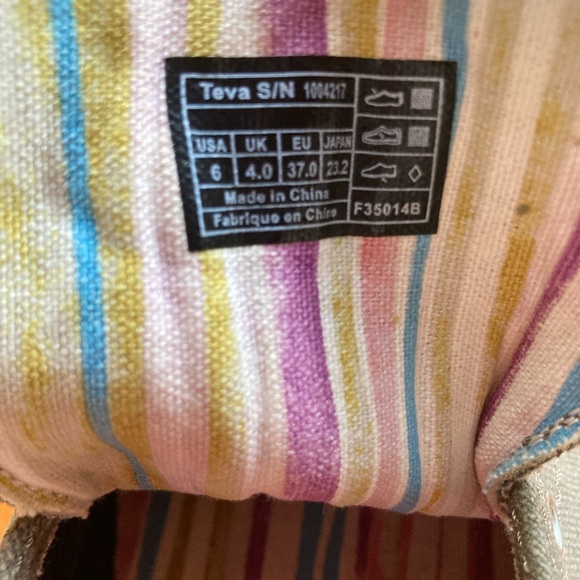 Teva S/N 1004217
USA UK EU JAPAN
6 4.0 37.0 23.2
Made in China
Fabrique en Chine
F35014B